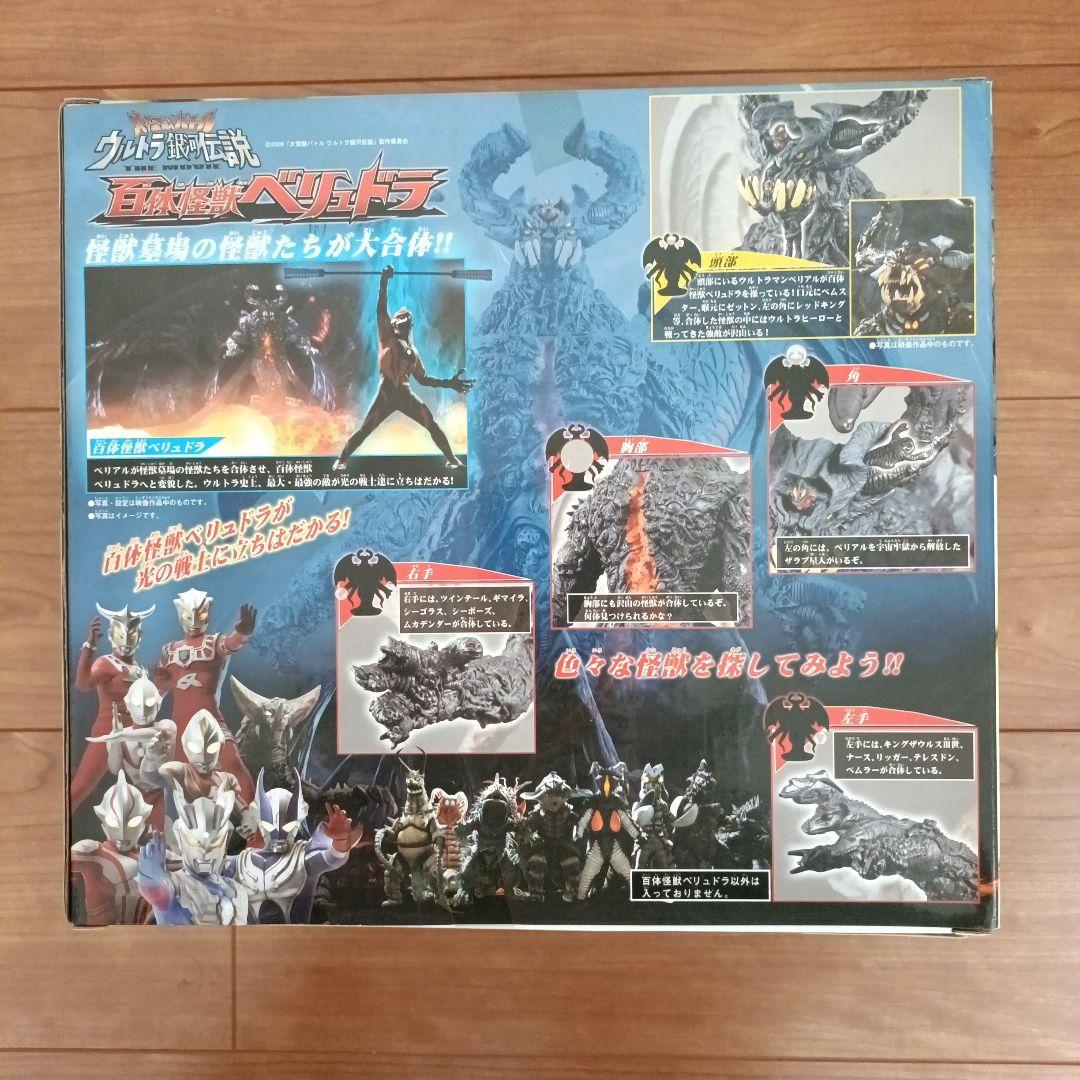 大怪獣バトル
ウルトラ銀河伝説
THE MOVIE
©2009「大怪獣バトル ウルトラ銀河伝説」製作委員会
百体怪獣ベリュドラ
怪獣墓場の怪獣たちが大合体!!
百体怪獣ベリュドラ
ベリアルが怪獣墓場の怪獣たちを合体させ、百体怪獣
ベリュドラへと変貌した。ウルトラ史上、最大・最強の敵が光の戦士達に立ちはだかる!
●写真・設定は映像作品中のものです。
●写真はイメージです。
百体怪獣ベリュドラが
光の戦士に立ちはだかる!
頭部
頭部にいるウルトラマンベリアルが百体
怪獣ベリュドラを操っている!口元にベムス
ター、喉元にゼットン、左の角にレッドキング
等、合体した怪獣の中にはウルトラヒーローと
戦ってきた強敵が沢山いる!
●写真は映像作品中のものです。
角
左の角には、ベリアルを宇宙牢獄から解放した
ザラブ星人がいるぞ。
胸部
胸部にも沢山の怪獣が合体しているぞ。
何体見つけられるかな?
右手
右手には、ツインテール、ギマイラ、
シーゴラス、シーボーズ、
ムカデンダーが合体している。
色々な怪獣を探してみよう!!
左手
左手には、キングザウルスIII世、
ナース、リッガー、テレスドン、
ベムラーが合体している。
百体怪獣ベリュドラ以外は
入っておりません。